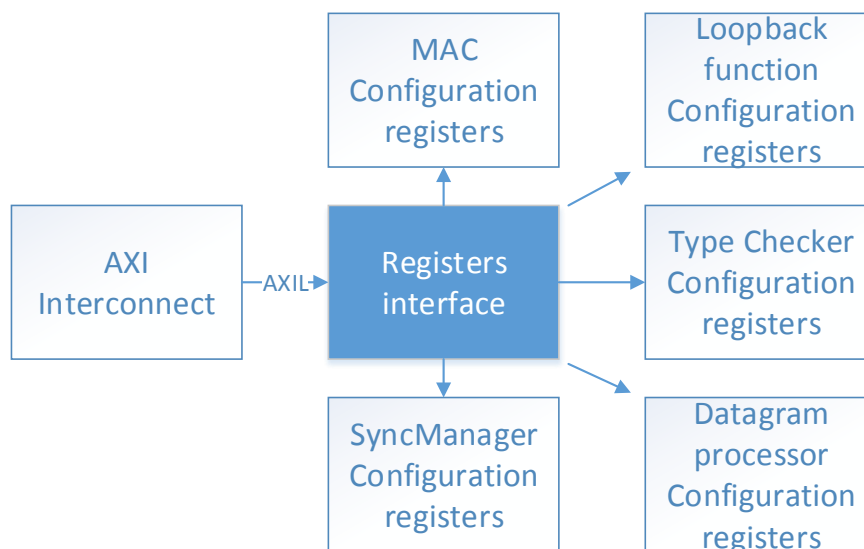 MAC
Configuration
registers
Loopback
function
Configuration
registers
AXI
Interconnect
AXIL
Registers
interface
Type Checker
Configuration
registers
SyncManager
Configuration
registers
Datagram
processor
Configuration
registers